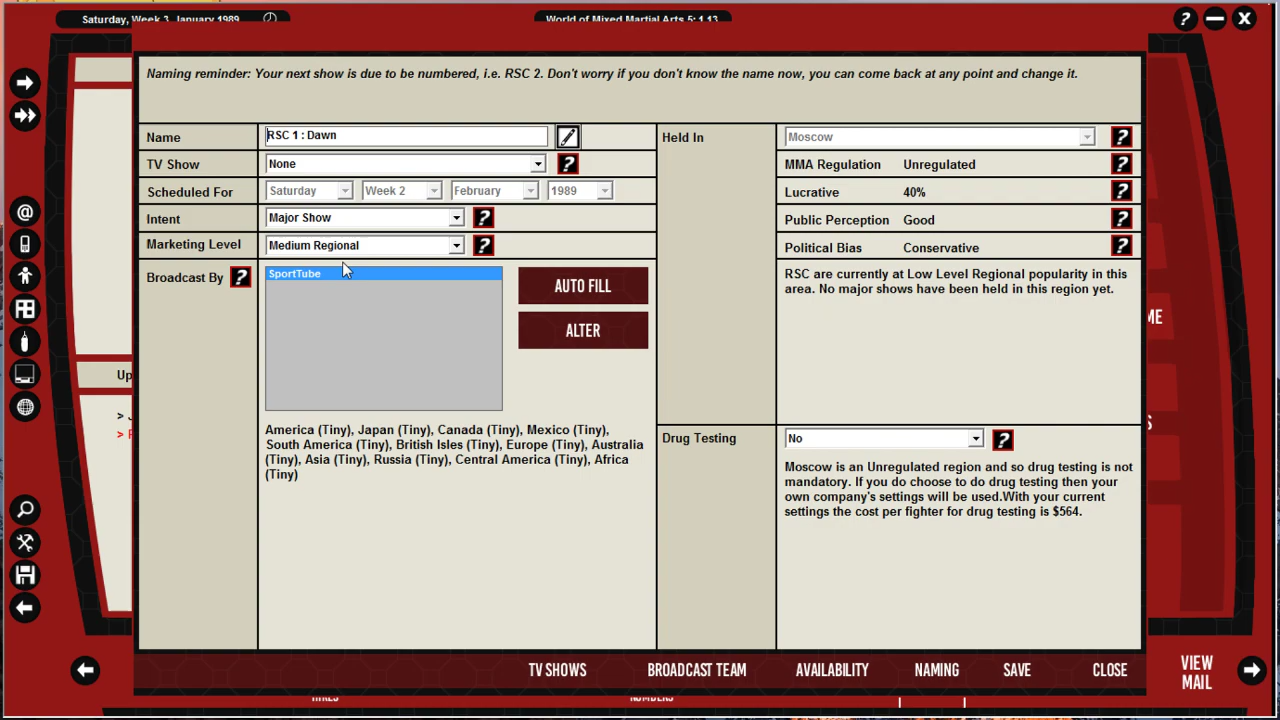 Saturday, Week 3, January 1989
World of Mixed Martial Arts 5: 1.13
Naming reminder: Your next show is due to be numbered, i.e. RSC 2. Don't worry if you don't know the name now, you can come back at any point and change it.
Name
RSC 1 : Dawn
TV Show
None
?
Scheduled For
Saturday
Week 2
February
1989
Intent
Major Show
?
Marketing Level
Medium Regional
?
Broadcast By
?
SportTube
AUTO FILL
ALTER
America (Tiny), Japan (Tiny), Canada (Tiny), Mexico (Tiny),
South America (Tiny), British Isles (Tiny), Europe (Tiny), Australia
(Tiny), Asia (Tiny), Russia (Tiny), Central America (Tiny), Africa
(Tiny)
Held In
Moscow
?
MMA Regulation
Unregulated
?
Lucrative
40%
?
Public Perception
Good
?
Political Bias
Conservative
?
RSC are currently at Low Level Regional popularity in this
area. No major shows have been held in this region yet.
Drug Testing
No
?
Moscow is an Unregulated region and so drug testing is not
mandatory. If you do choose to do drug testing then your
own company's settings will be used.With your current
settings the cost per fighter for drug testing is $564.
Up
TV SHOWS
BROADCAST TEAM
AVAILABILITY
NAMING
SAVE
CLOSE
VIEW
MAIL